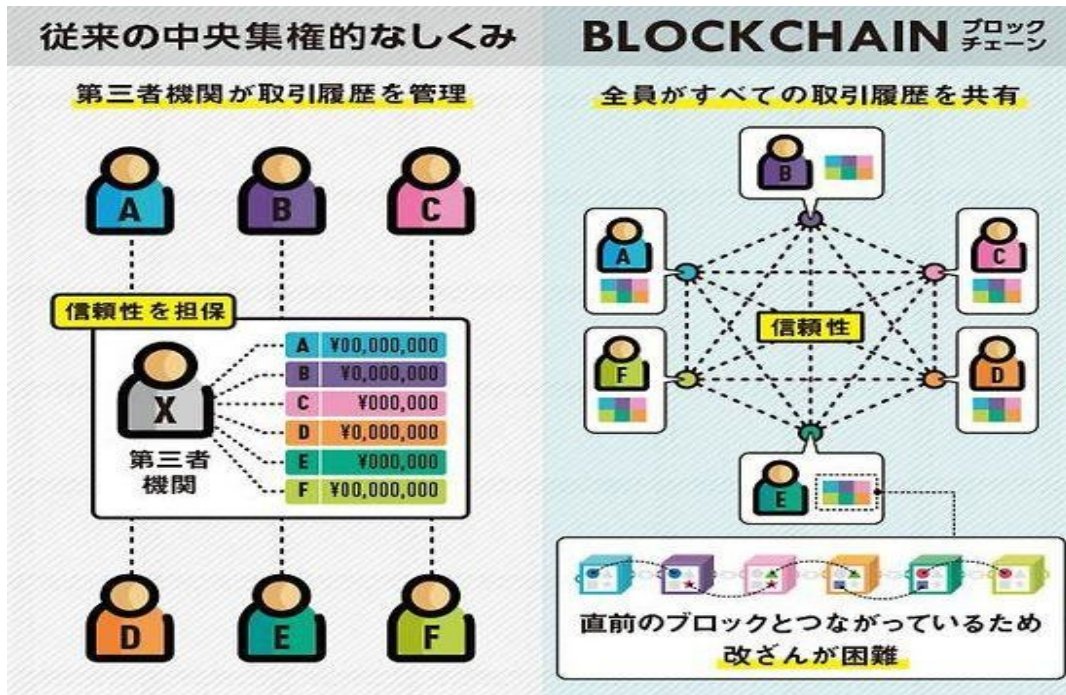 従来の中央集権的なしくみ
第三者機関が取引履歴を管理
A
B
C
信頼性を担保
X
第三者
機関
A ¥00,000,000
B ¥0,000,000
C ¥000,000
D ¥0,000,000
E ¥000,000
F ¥00,000,000
D
E
F
BLOCKCHAIN ブロック
チェーン
全員がすべての取引履歴を共有
B
A
C
信頼性
F
D
E
直前のブロックとつながっているため
改ざんが困難